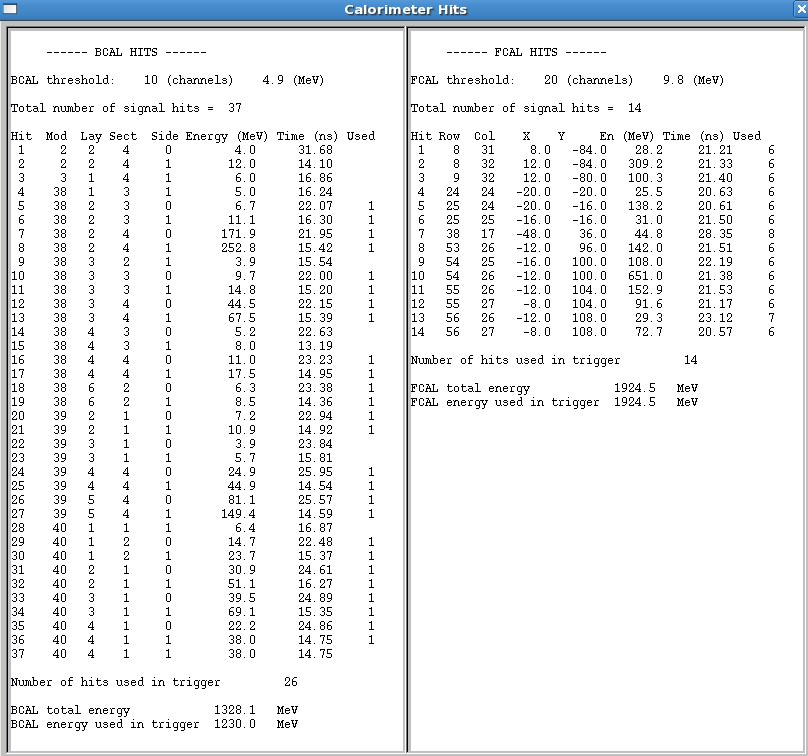 Calorimeter Hits
------ BCAL HITS ------
BCAL threshold: 10 (channels) 4.9 (MeV)
Total number of signal hits = 37
Hit Mod Lay Sect Side Energy (MeV) Time (ns) Used
1 2 2 4 0 4.0 31.68
2 2 2 4 1 12.0 14.10
3 3 1 4 1 6.0 16.86
4 38 1 3 1 5.0 16.24
5 38 2 3 0 6.7 22.07 1
6 38 2 3 1 11.1 16.30 1
7 38 2 4 0 171.9 21.95 1
8 38 2 4 1 252.8 15.42 1
9 38 3 2 1 3.9 15.54
10 38 3 3 0 9.7 22.00 1
11 38 3 3 1 14.8 15.20 1
12 38 3 4 0 44.5 22.15 1
13 38 3 4 1 67.5 15.39 1
14 38 4 3 0 5.2 22.63
15 38 4 3 1 8.0 13.19
16 38 4 4 0 11.0 23.23 1
17 38 4 4 1 17.5 14.95 1
18 38 6 2 0 6.3 23.38 1
19 38 6 2 1 8.5 14.36 1
20 39 2 1 0 7.2 22.94 1
21 39 2 1 1 10.9 14.92 1
22 39 3 1 0 3.9 23.84
23 39 3 1 1 5.7 15.81
24 39 4 4 0 24.9 25.95 1
25 39 4 4 1 44.9 14.54 1
26 39 5 4 0 81.1 25.57 1
27 39 5 4 1 149.4 14.59 1
28 40 1 1 1 6.4 16.87
29 40 1 2 0 14.7 22.48 1
30 40 1 2 1 23.7 15.37 1
31 40 2 1 0 30.9 24.61 1
32 40 2 1 1 51.1 16.27 1
33 40 3 1 0 39.5 24.89 1
34 40 3 1 1 69.1 15.35 1
35 40 4 1 0 22.2 24.86 1
36 40 4 1 1 38.0 14.75 1
37 40 4 1 1 38.0 14.75
Number of hits used in trigger 26
BCAL total energy 1328.1 MeV
BCAL energy used in trigger 1230.0 MeV
------ FCAL HITS ------
FCAL threshold: 20 (channels) 9.8 (MeV)
Total number of signal hits = 14
Hit Row Col X Y En (MeV) Time (ns) Used
1 8 31 8.0 -84.0 28.2 21.21 6
2 8 32 12.0 -84.0 309.2 21.33 6
3 9 32 12.0 -80.0 100.3 21.40 6
4 24 24 -20.0 -20.0 25.5 20.63 6
5 25 24 -20.0 -16.0 138.2 20.61 6
6 25 25 -16.0 -16.0 31.0 21.50 6
7 38 17 -48.0 36.0 44.8 28.35 8
8 53 26 -12.0 96.0 142.0 21.51 6
9 54 25 -16.0 100.0 108.0 22.19 6
10 54 26 -12.0 100.0 651.0 21.38 6
11 55 26 -12.0 104.0 152.9 21.53 6
12 55 27 -8.0 104.0 91.6 21.17 6
13 56 26 -12.0 108.0 29.3 23.12 7
14 56 27 -8.0 108.0 72.7 20.57 6
Number of hits used in trigger 14
FCAL total energy 1924.5 MeV
FCAL energy used in trigger 1924.5 MeV